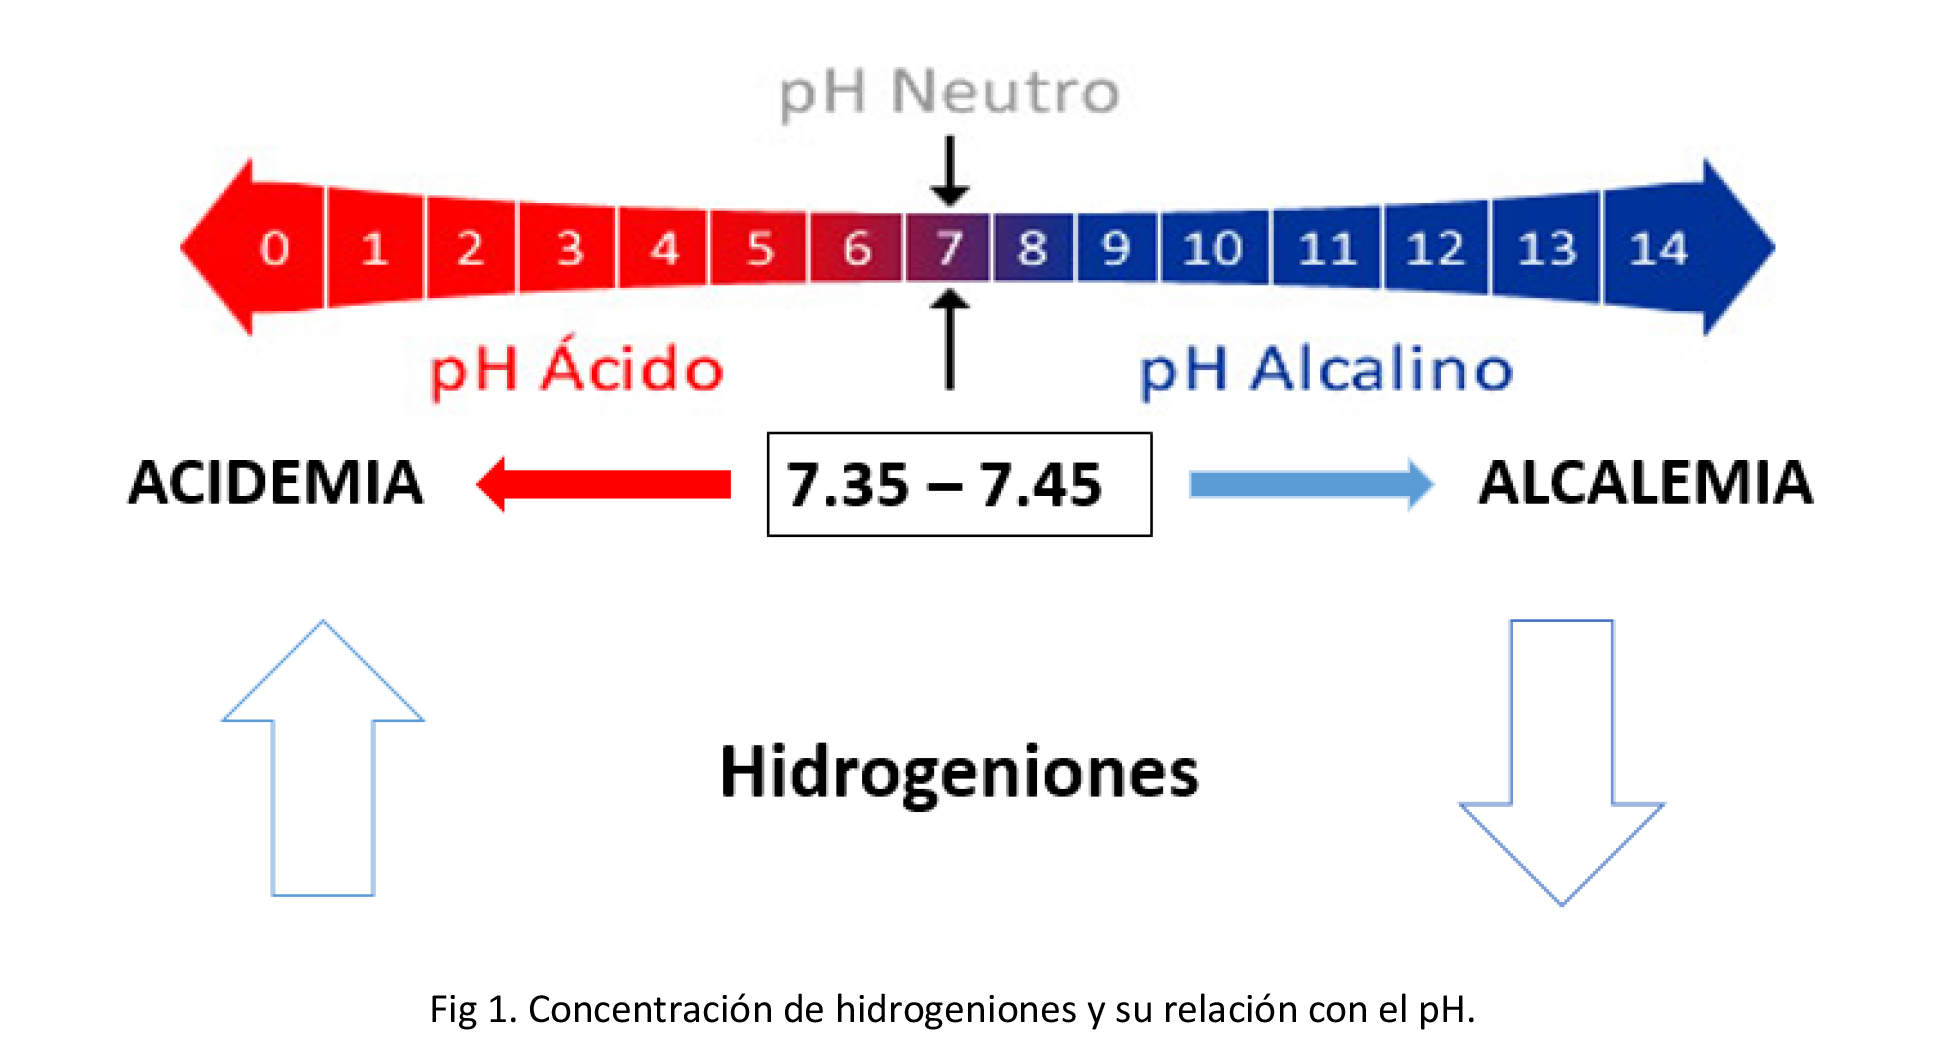 pH Neutro
0 1 2 3 4 5 6 7 8 9 10 11 12 13 14
pH Ácido
pH Alcalino
ACIDEMIA
7.35 – 7.45
ALCALEMIA
Hidrogeniones
Fig 1. Concentración de hidrogeniones y su relación con el pH.